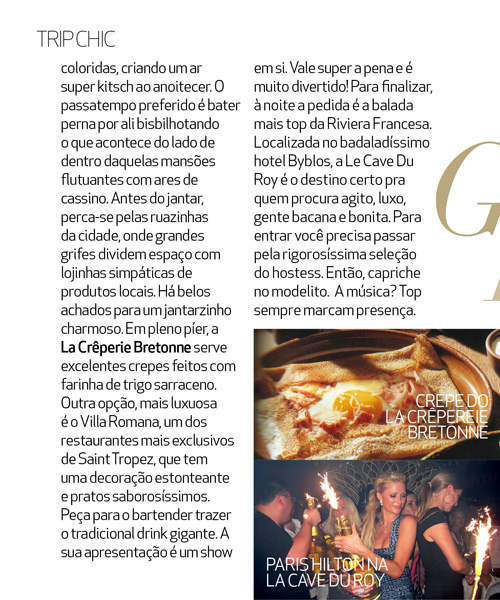 TRIP CHIC
coloridas, criando um ar
super kitsch ao anoitecer. O
passatempo preferido é bater
perna por ali bisbilhotando
o que acontece do lado de
dentro daquelas mansões
flutuantes com ares de
cassino. Antes do jantar,
perca-se pelas ruazinhas
da cidade, onde grandes
grifes dividem espaço com
lojinhas simpáticas de
produtos locais. Há belos
achados para um jantarzinho
charmoso. Em pleno píer, a
La Crêperie Bretonne serve
excelentes crepes feitos com
farinha de trigo sarraceno.
Outra opção, mais luxuosa
é o Villa Romana, um dos
restaurantes mais exclusivos
de Saint Tropez, que tem
uma decoração estonteante
e pratos saborosíssimos.
Peça para o bartender trazer
o tradicional drink gigante. A
sua apresentação é um show
em si. Vale super a pena e é
muito divertido! Para finalizar,
à noite a pedida é a balada
mais top da Riviera Francesa.
Localizada no badaladíssimo
hotel Byblos, a Le Cave Du
Roy é o destino certo pra
quem procura agito, luxo,
gente bacana e bonita. Para
entrar você precisa passar
pela rigorosíssima seleção
do hostess. Então, capriche
no modelito. A música? Top
sempre marcam presença.
G
CREPE DO
LA CRÊPEREIE
BRETONNE
PARIS HILTON NA
LA CAVE DU ROY